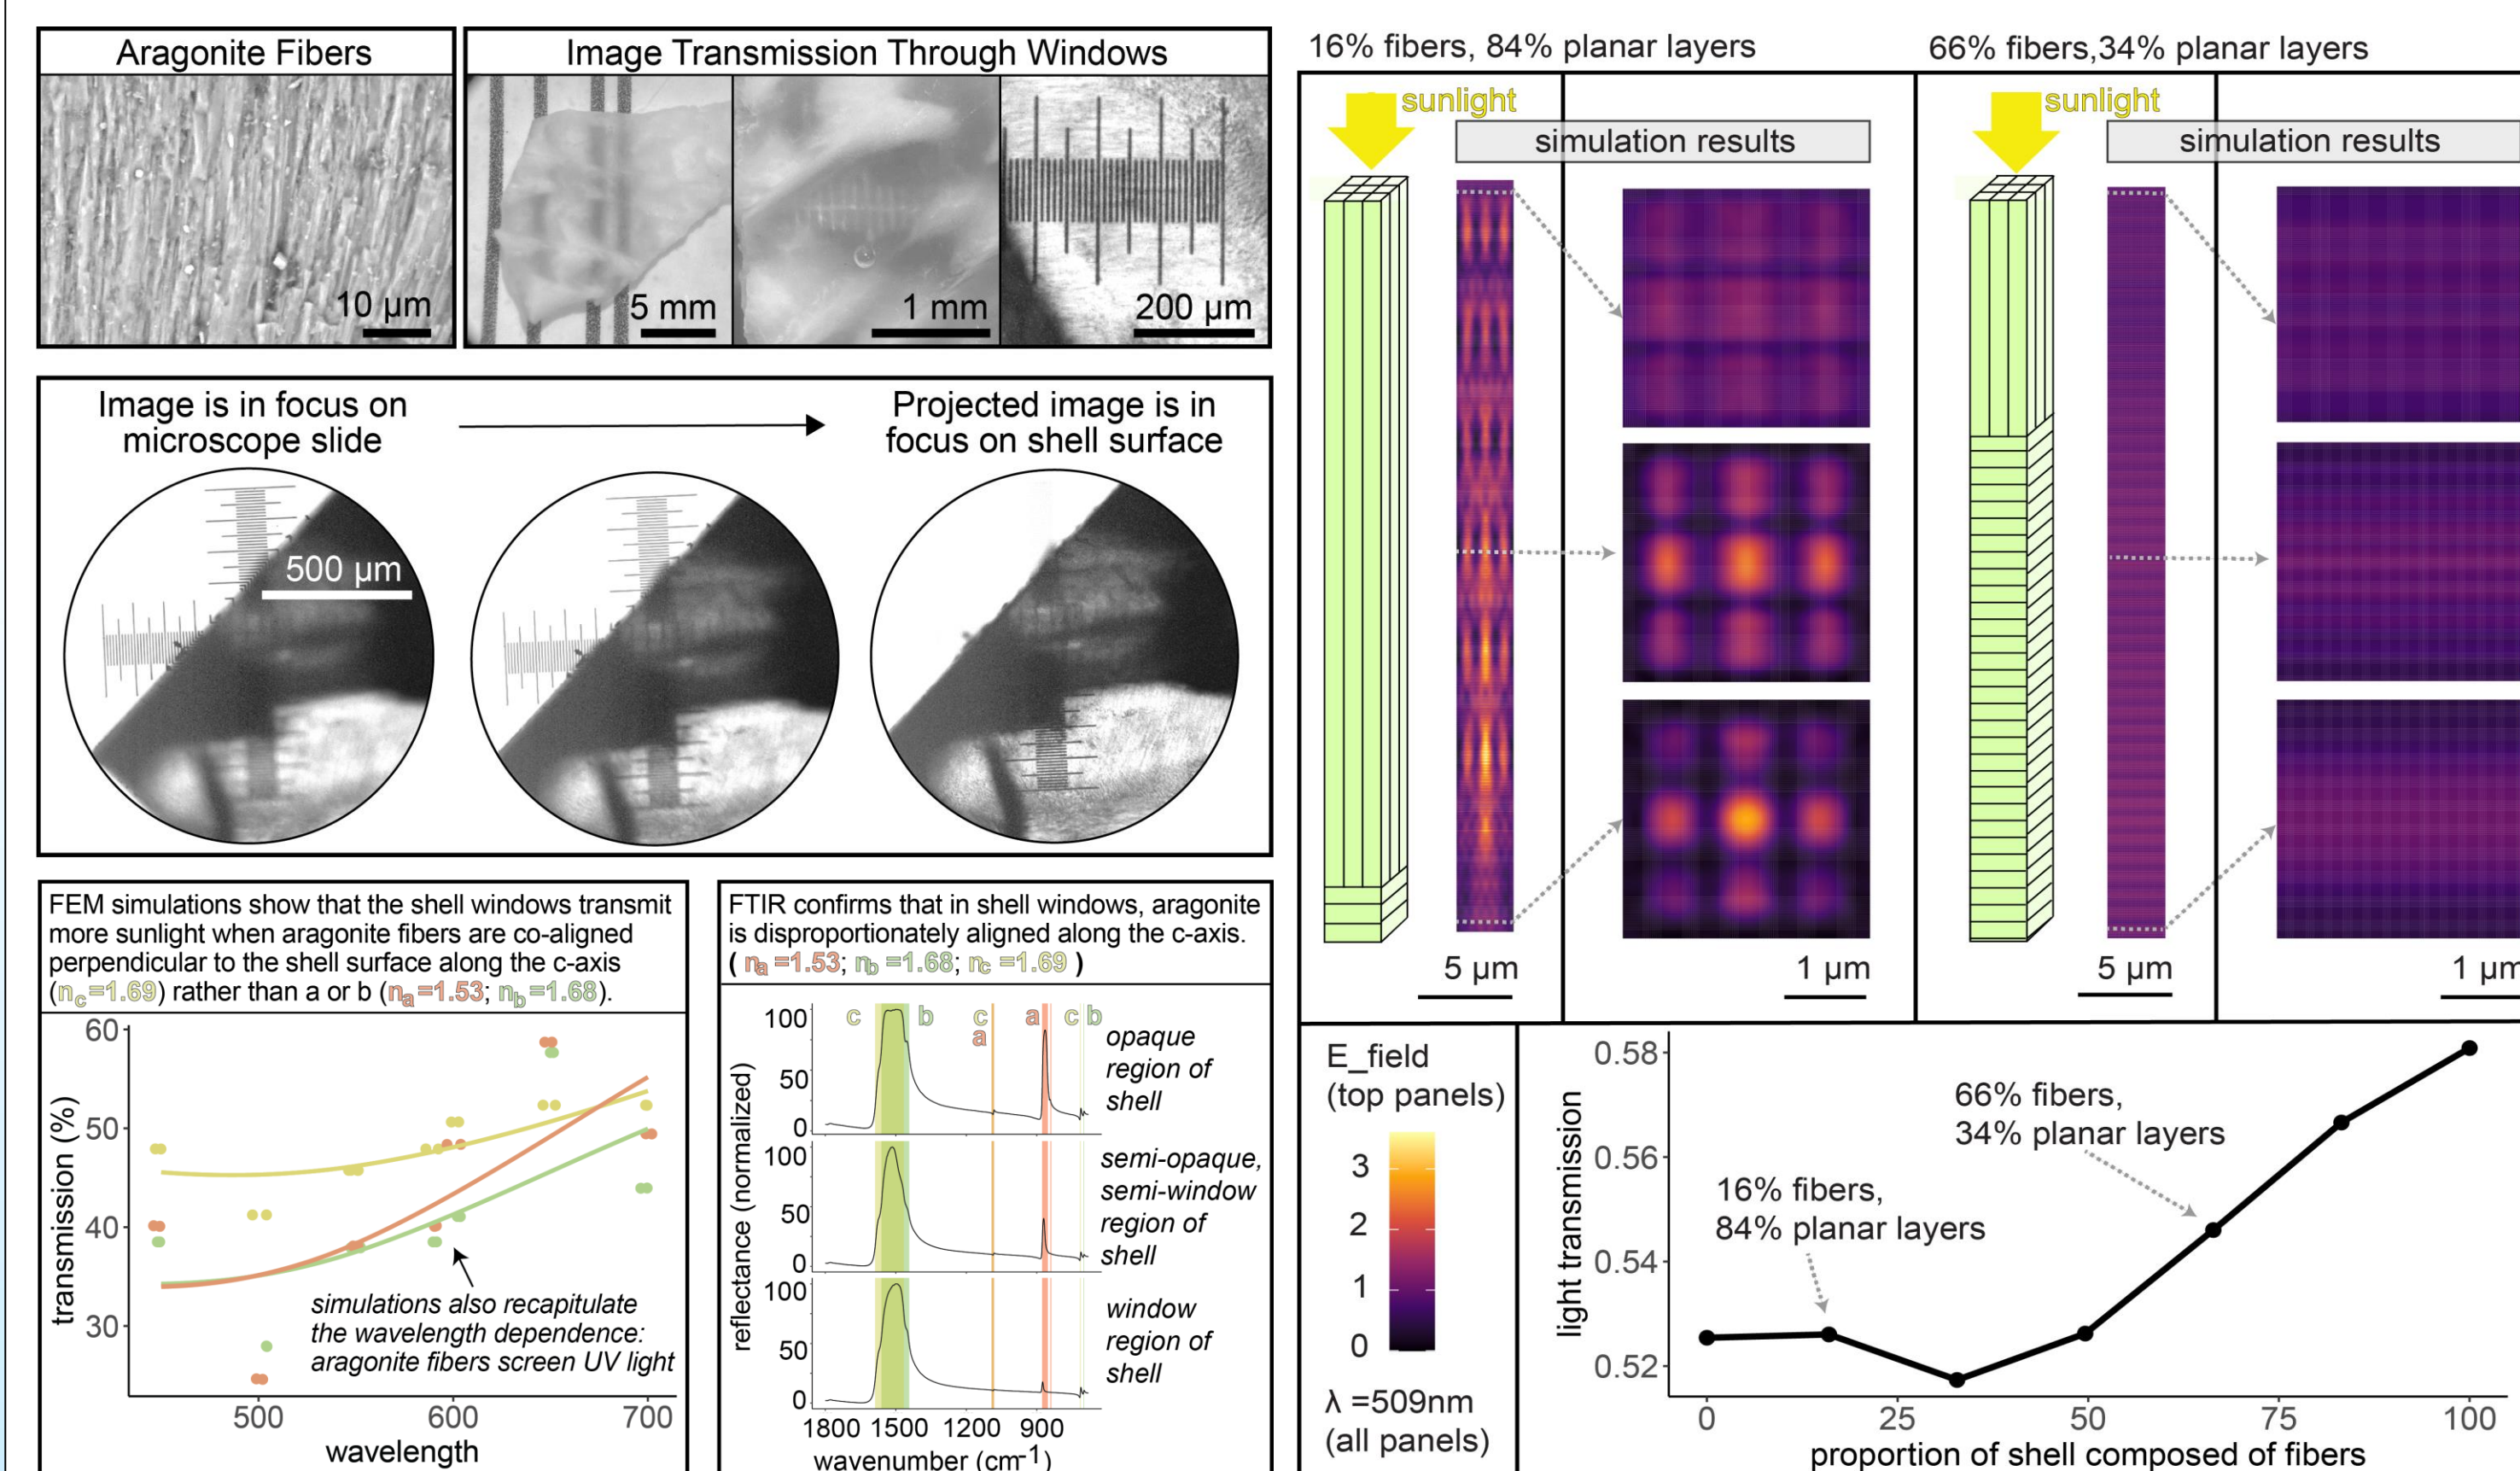 Aragonite Fibers
10 µm
Image Transmission Through Windows
5 mm
1 mm
200 µm
Image is in focus on
microscope slide
Projected image is in
focus on shell surface
500 µm
FEM simulations show that the shell windows transmit
more sunlight when aragonite fibers are co-aligned
perpendicular to the shell surface along the c-axis
(nc=1.69) rather than a or b (na=1.53; nb=1.68).
60
50
40
30
transmission (%)
simulations also recapitulate
the wavelength dependence:
aragonite fibers screen UV light
500 600 700
wavelength
FTIR confirms that in shell windows, aragonite
is disproportionately aligned along the c-axis.
( na =1.53; nb =1.68; nc =1.69 )
reflectance (normalized)
c b c a c b
a
100
50
0
opaque
region of
shell
100
50
0
semi-opaque,
semi-window
region of
shell
100
50
0
window
region of
shell
1800 1500 1200 900
wavenumber (cm-1)
16% fibers, 84% planar layers
sunlight
simulation results
5 µm
1 µm
66% fibers,34% planar layers
sunlight
simulation results
5 µm
1 µm
E_field
(top panels)
3
2
1
0
λ =509nm
(all panels)
light transmission
0.58
0.56
0.54
0.52
16% fibers,
84% planar layers
66% fibers,
34% planar layers
0 25 50 75 100
proportion of shell composed of fibers